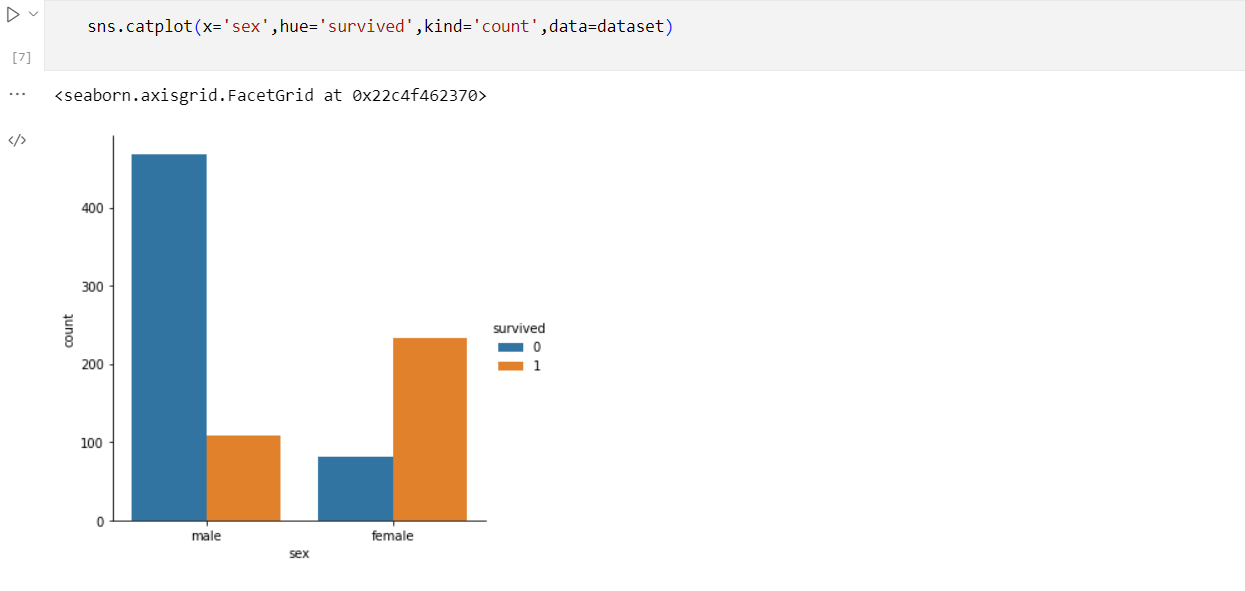 sns.catplot(x='sex',hue='survived',kind='count',data=dataset)
[7]
...
<seaborn.axisgrid.FacetGrid at 0x22c4f462370>
</>
400
300
200
100
0
count
male
female
sex
survived
0
1